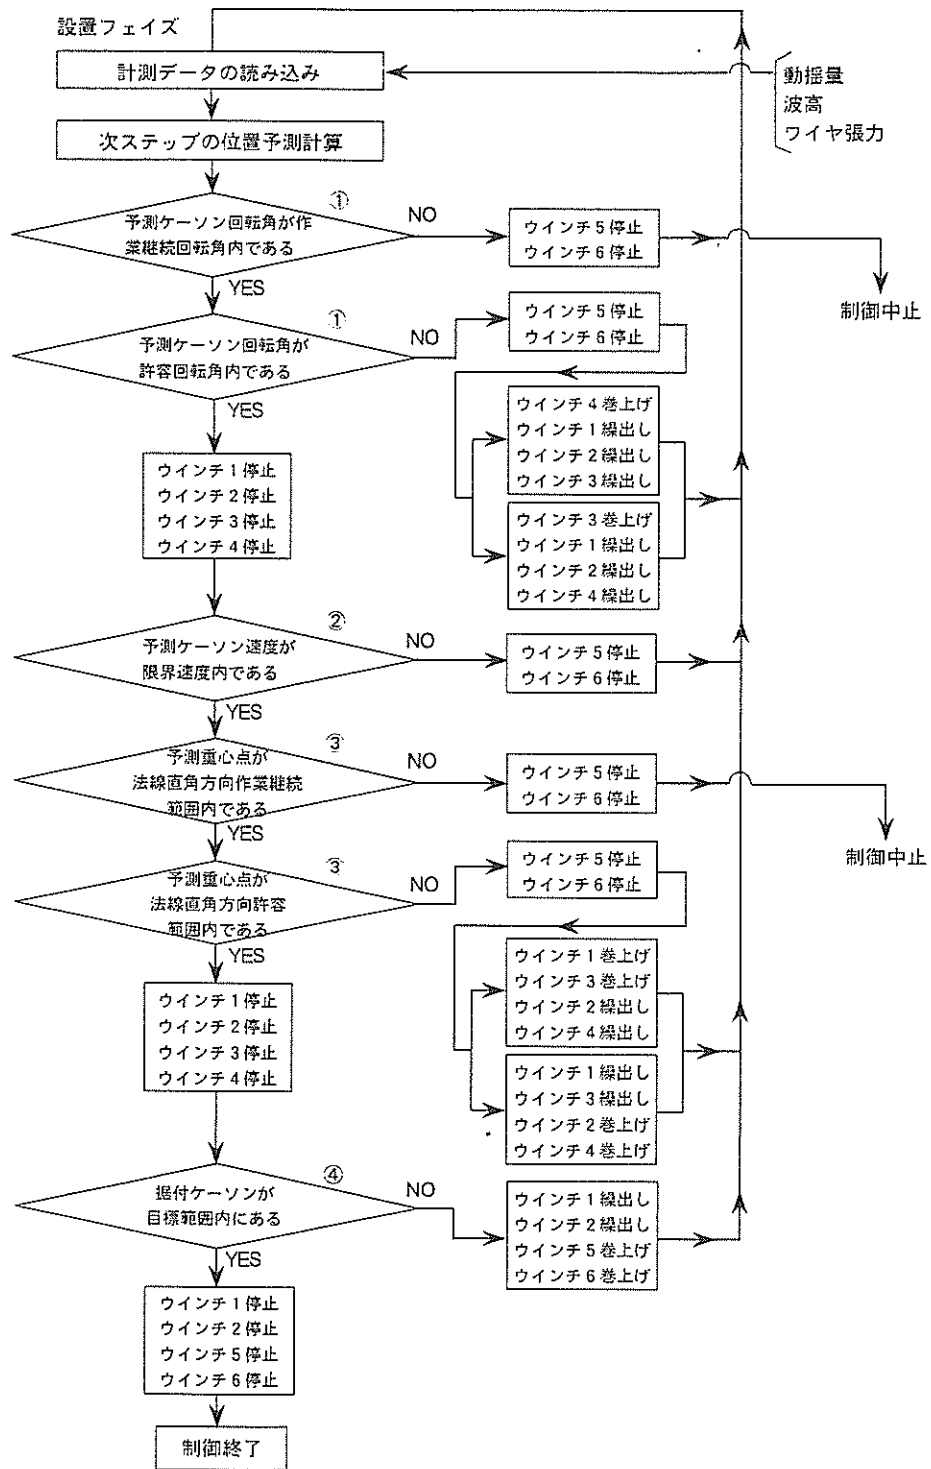 設置フェイズ
計測データの読み込み
動揺量
波高
ワイヤ張力
次ステップの位置予測計算
①
予測ケーソン回転角が作
業継続回転角内である
NO
ウインチ5停止
ウインチ6停止
制御中止
YES
①
予測ケーソン回転角が
許容回転角内である
NO
ウインチ5停止
ウインチ6停止
YES
ウインチ4巻上げ
ウインチ1繰出し
ウインチ2繰出し
ウインチ3繰出し
ウインチ3巻上げ
ウインチ1繰出し
ウインチ2繰出し
ウインチ4繰出し
ウインチ1停止
ウインチ2停止
ウインチ3停止
ウインチ4停止
②
予測ケーソン速度が
限界速度内である
NO
ウインチ5停止
ウインチ6停止
YES
③
予測重心点が
法線直角方向作業継続
範囲内である
NO
ウインチ5停止
ウインチ6停止
制御中止
YES
③
予測重心点が
法線直角方向許容
範囲内である
NO
ウインチ5停止
ウインチ6停止
YES
ウインチ1巻上げ
ウインチ3巻上げ
ウインチ2繰出し
ウインチ4繰出し
ウインチ1繰出し
ウインチ3繰出し
ウインチ2巻上げ
ウインチ4巻上げ
ウインチ1停止
ウインチ2停止
ウインチ3停止
ウインチ4停止
④
据付ケーソンが
目標範囲内にある
NO
ウインチ1繰出し
ウインチ2繰出し
ウインチ5巻上げ
ウインチ6巻上げ
YES
ウインチ1停止
ウインチ2停止
ウインチ5停止
ウインチ6停止
制御終了